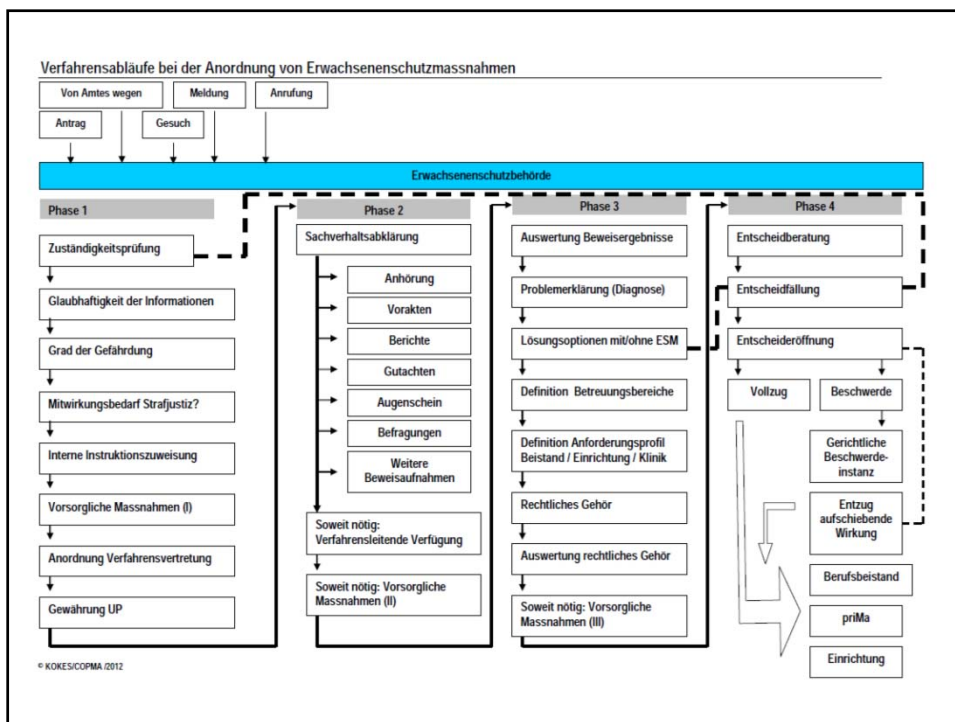 Verfahrensabläufe bei der Anordnung von Erwachsenenschutzmassnahmen
Von Amtes wegen
Meldung
Anrufung
Antrag
Gesuch
Erwachsenenschutzbehörde
Phase 1
Zuständigkeitsprüfung
Glaubhaftigkeit der Informationen
Grad der Gefährdung
Mitwirkungsbedarf Strafjustiz?
Interne Instruktionszuweisung
Vorsorgliche Massnahmen (I)
Anordnung Verfahrensvertretung
Gewährung UP
Phase 2
Sachverhaltsabklärung
Anhörung
Vorakten
Berichte
Gutachten
Augenschein
Befragungen
Weitere
Beweisaufnahmen
Soweit nötig:
Verfahrensleitende Verfügung
Soweit nötig: Vorsorgliche
Massnahmen (II)
Phase 3
Auswertung Beweisergebnisse
Problemerklärung (Diagnose)
Lösungsoptionen mit/ohne ESM
Definition Betreuungsbereiche
Definition Anforderungsprofil
Beistand / Einrichtung / Klinik
Rechtliches Gehör
Auswertung rechtliches Gehör
Soweit nötig: Vorsorgliche
Massnahmen (III)
Phase 4
Entscheidberatung
Entscheidfällung
Entscheideröffnung
Vollzug
Beschwerde
Gerichtliche
Beschwerde-
instanz
Entzug
aufschiebende
Wirkung
Berufsbeistand
priMa
Einrichtung
© KOKES/COPMA /2012